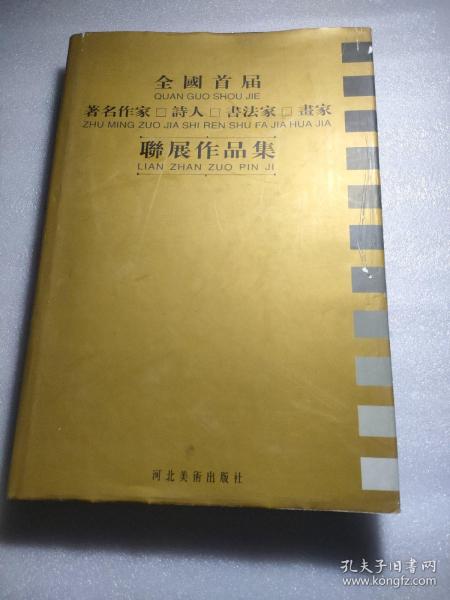 全國首屆
QUAN GUO SHOU JIE
著名作家□詩人□書法家□畫家
ZHU MING ZUO JIA SHI REN SHU FA JIA HUA JIA
聯展作品集
LIAN ZHAN ZUO PIN JI
河北美術出版社
孔夫子旧书网
www.kongfz.com